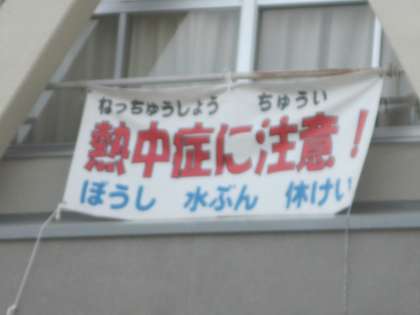 ねっちゅうしょう ちゅうい
熱中症に注意！
ぼうし 水ぶん 休けい